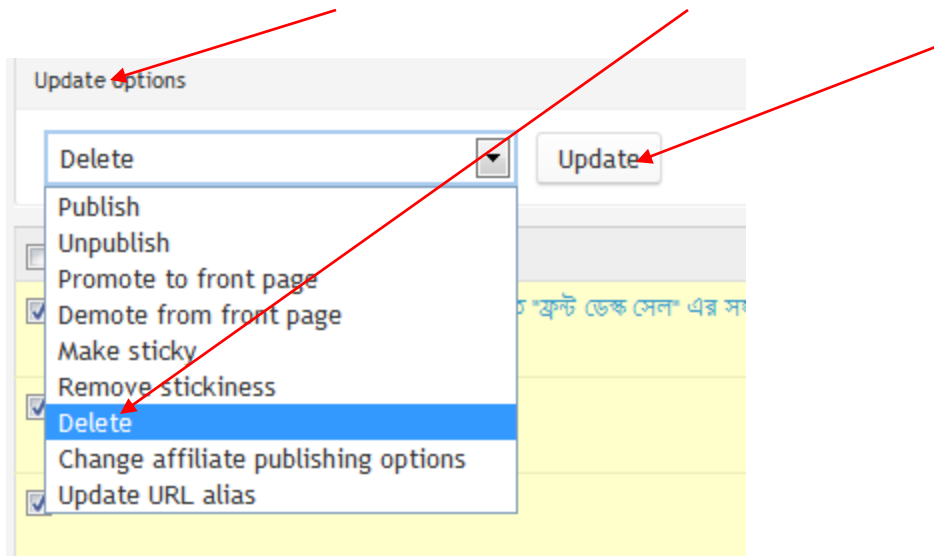 Update options
Delete
Update
Publish
Unpublish
Promote to front page
"ফ্রন্ট ডেস্ক সেল" এর
Demote from front page
Make sticky
Remove stickiness
Delete
Change affiliate publishing options
Update URL alias